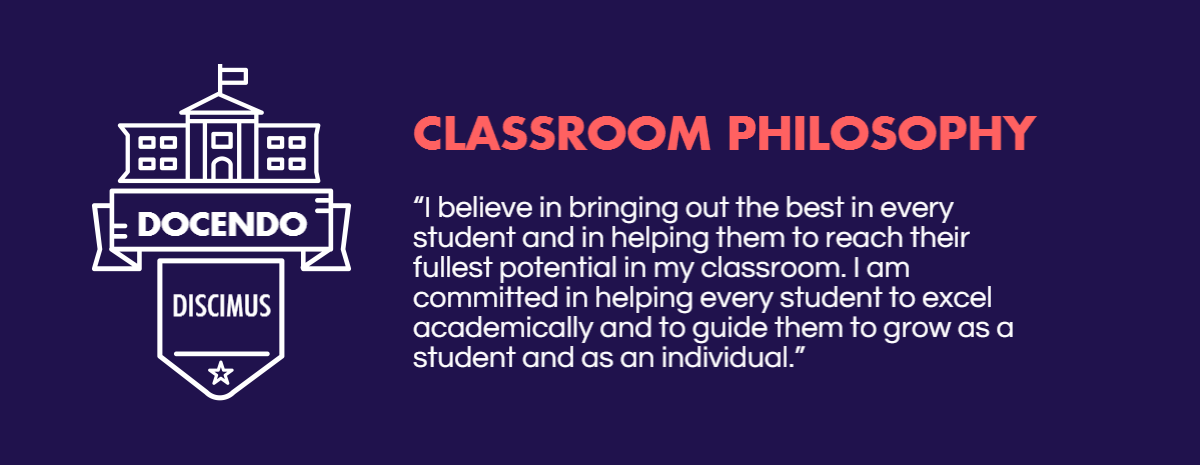 DOCENDO
DISCIMUS
CLASSROOM PHILOSOPHY
“I believe in bringing out the best in every
student and in helping them to reach their
fullest potential in my classroom. I am
committed in helping every student to excel
academically and to guide them to grow as a
student and as an individual.”